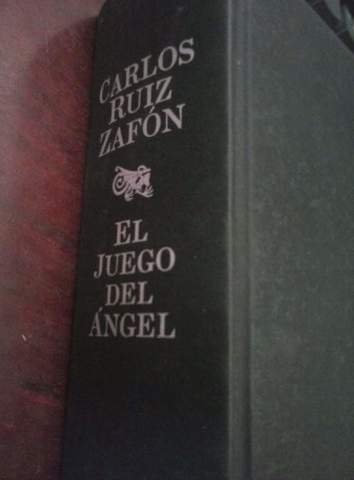 CARLOS
RUIZ
ZAFÓN
EL
JUEGO
DEL
ÁNGEL